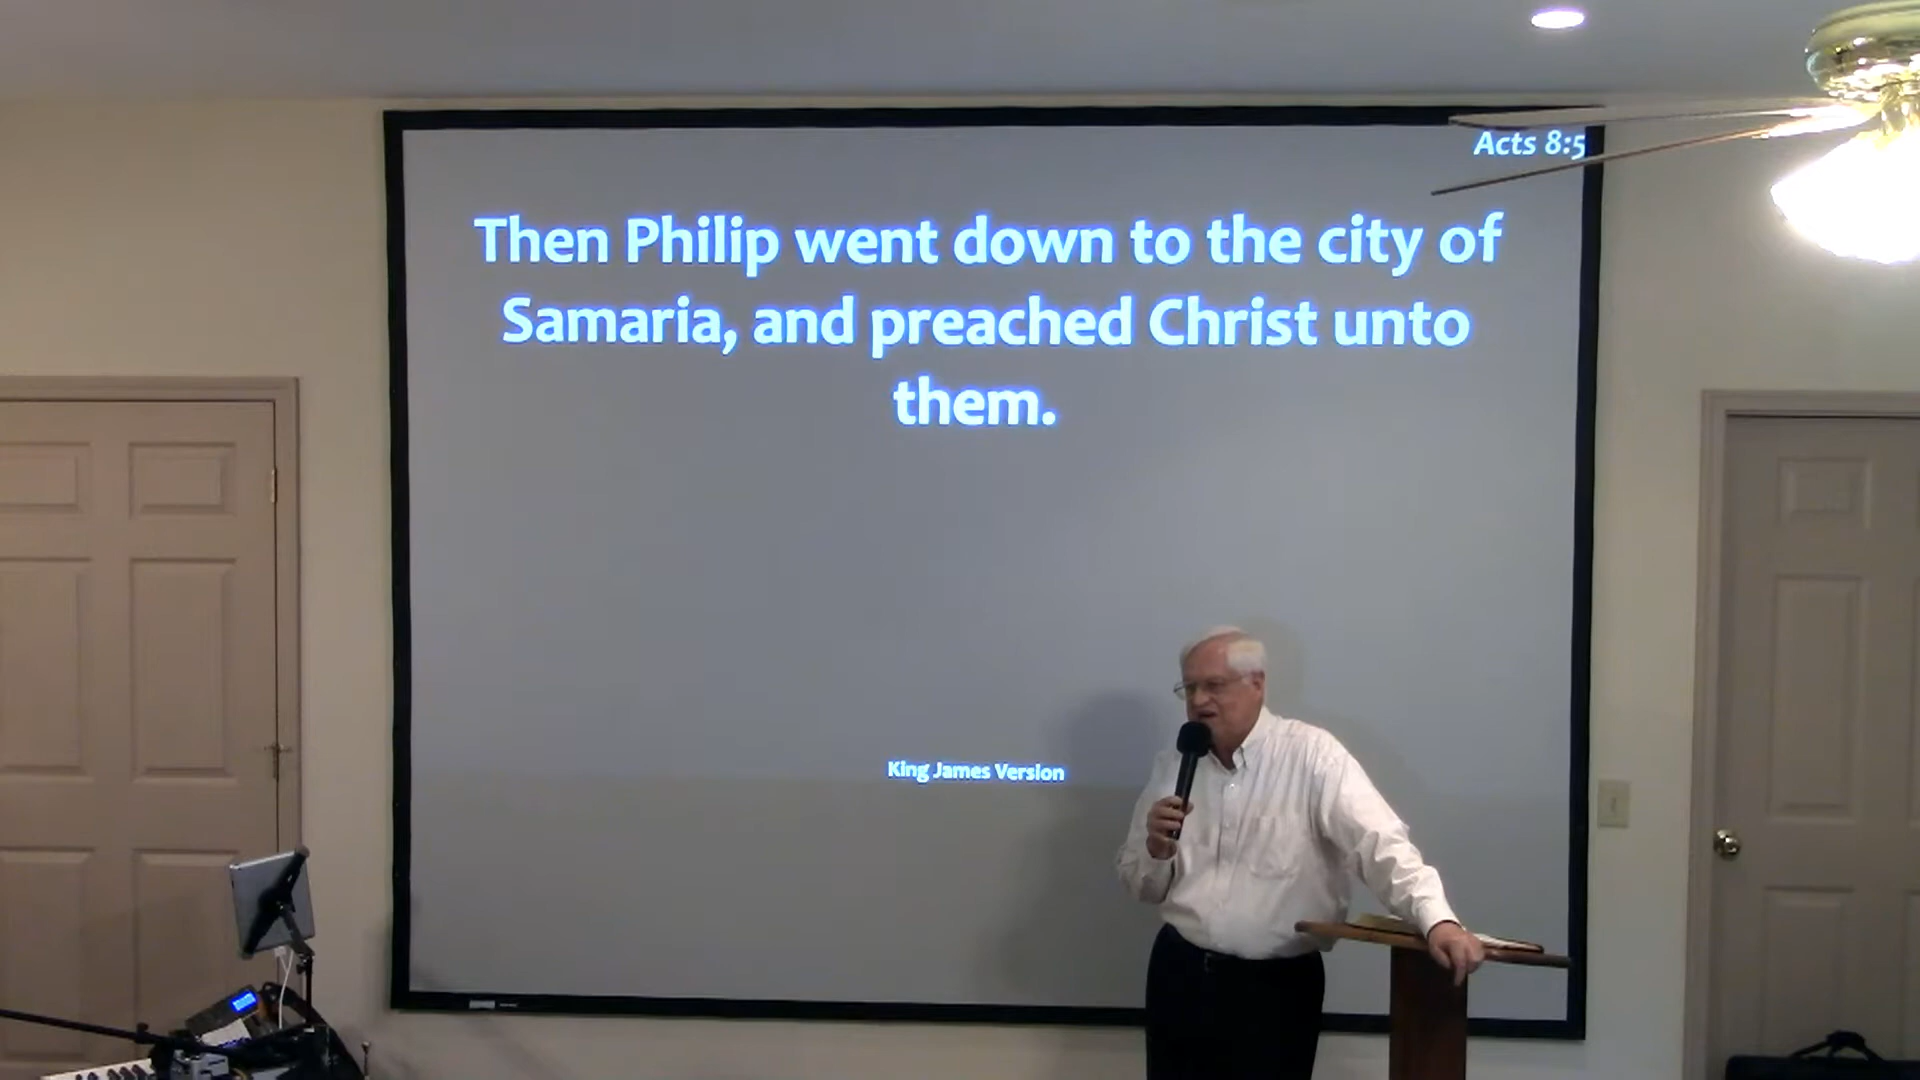 Acts 8:5
Then Philip went down to the city of
Samaria, and preached Christ unto
them.
King James Version